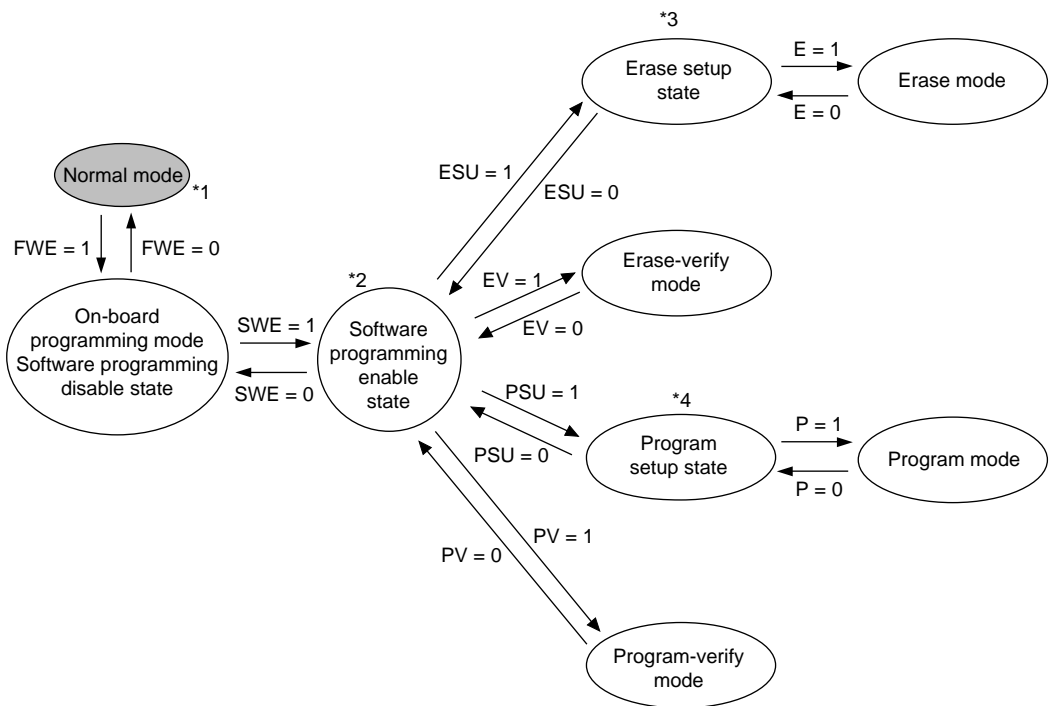 *3
Erase setup
state
E = 1
E = 0
Erase mode
Normal mode
*1
FWE = 1
FWE = 0
ESU = 1
ESU = 0
On-board
programming mode
Software programming
disable state
SWE = 1
SWE = 0
*2
Software
programming
enable
state
EV = 1
EV = 0
Erase-verify
mode
PSU = 1
PSU = 0
*4
Program
setup state
P = 1
P = 0
Program mode
PV = 1
PV = 0
Program-verify
mode